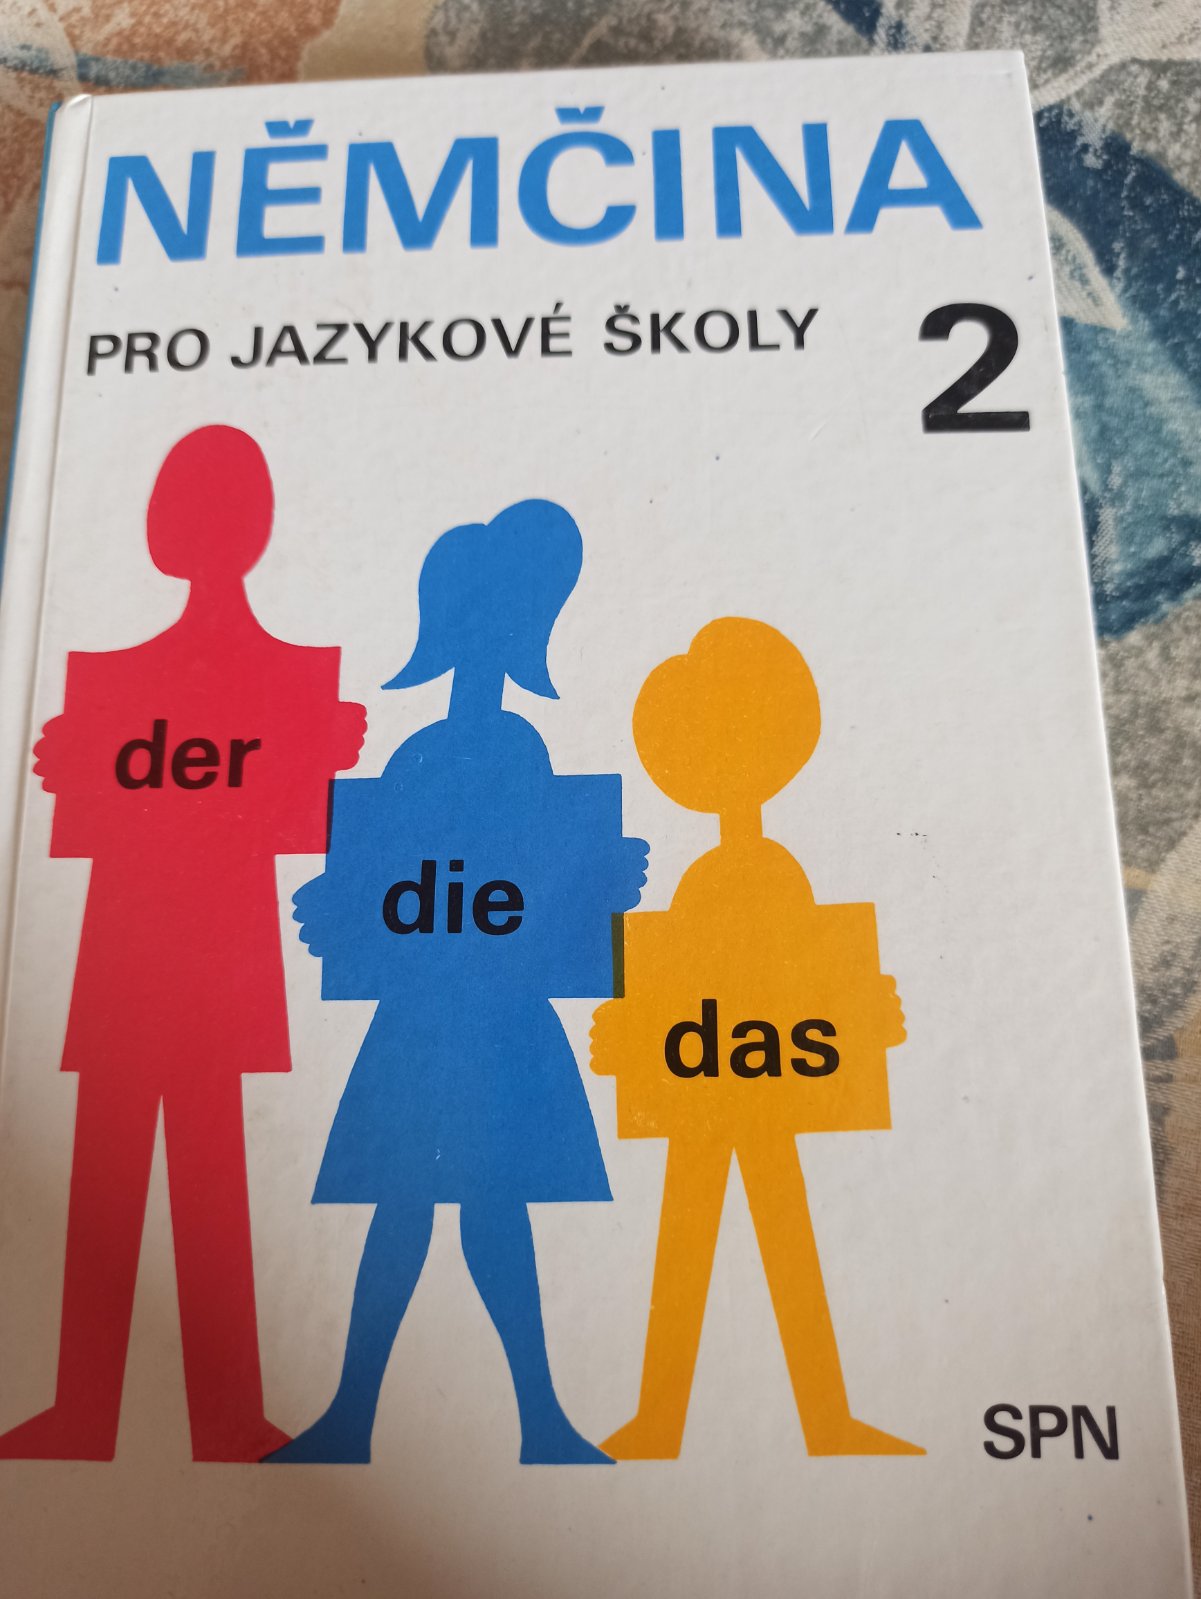 NĚMČINA
PRO JAZYKOVÉ ŠKOLY 2
der
die
das
SPN